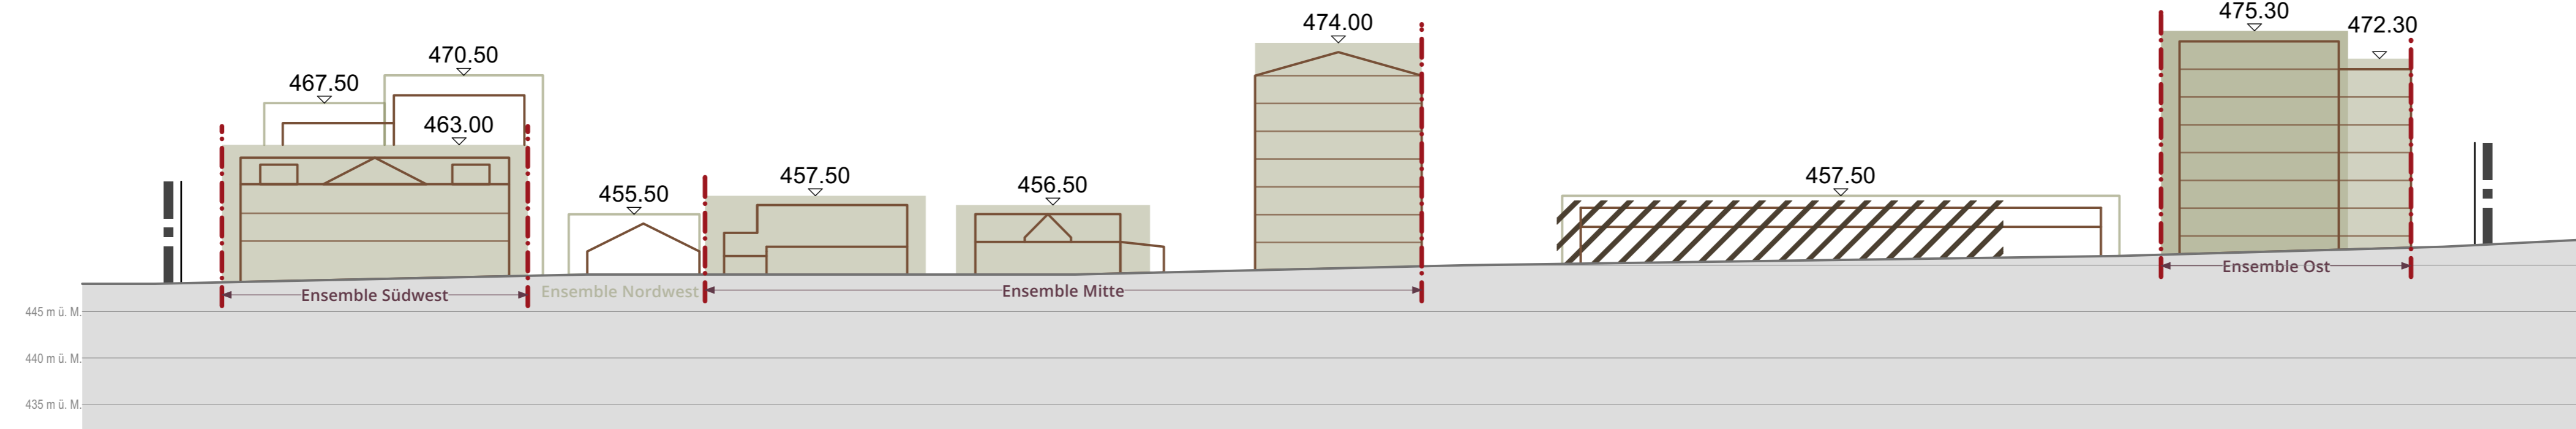 475.30
474.00
472.30
470.50
467.50
463.00
457.50
457.50
456.50
455.50
Ensemble Südwest
Ensemble Nordwest
Ensemble Mitte
Ensemble Ost
445 m ü. M.
440 m ü. M.
435 m ü. M.